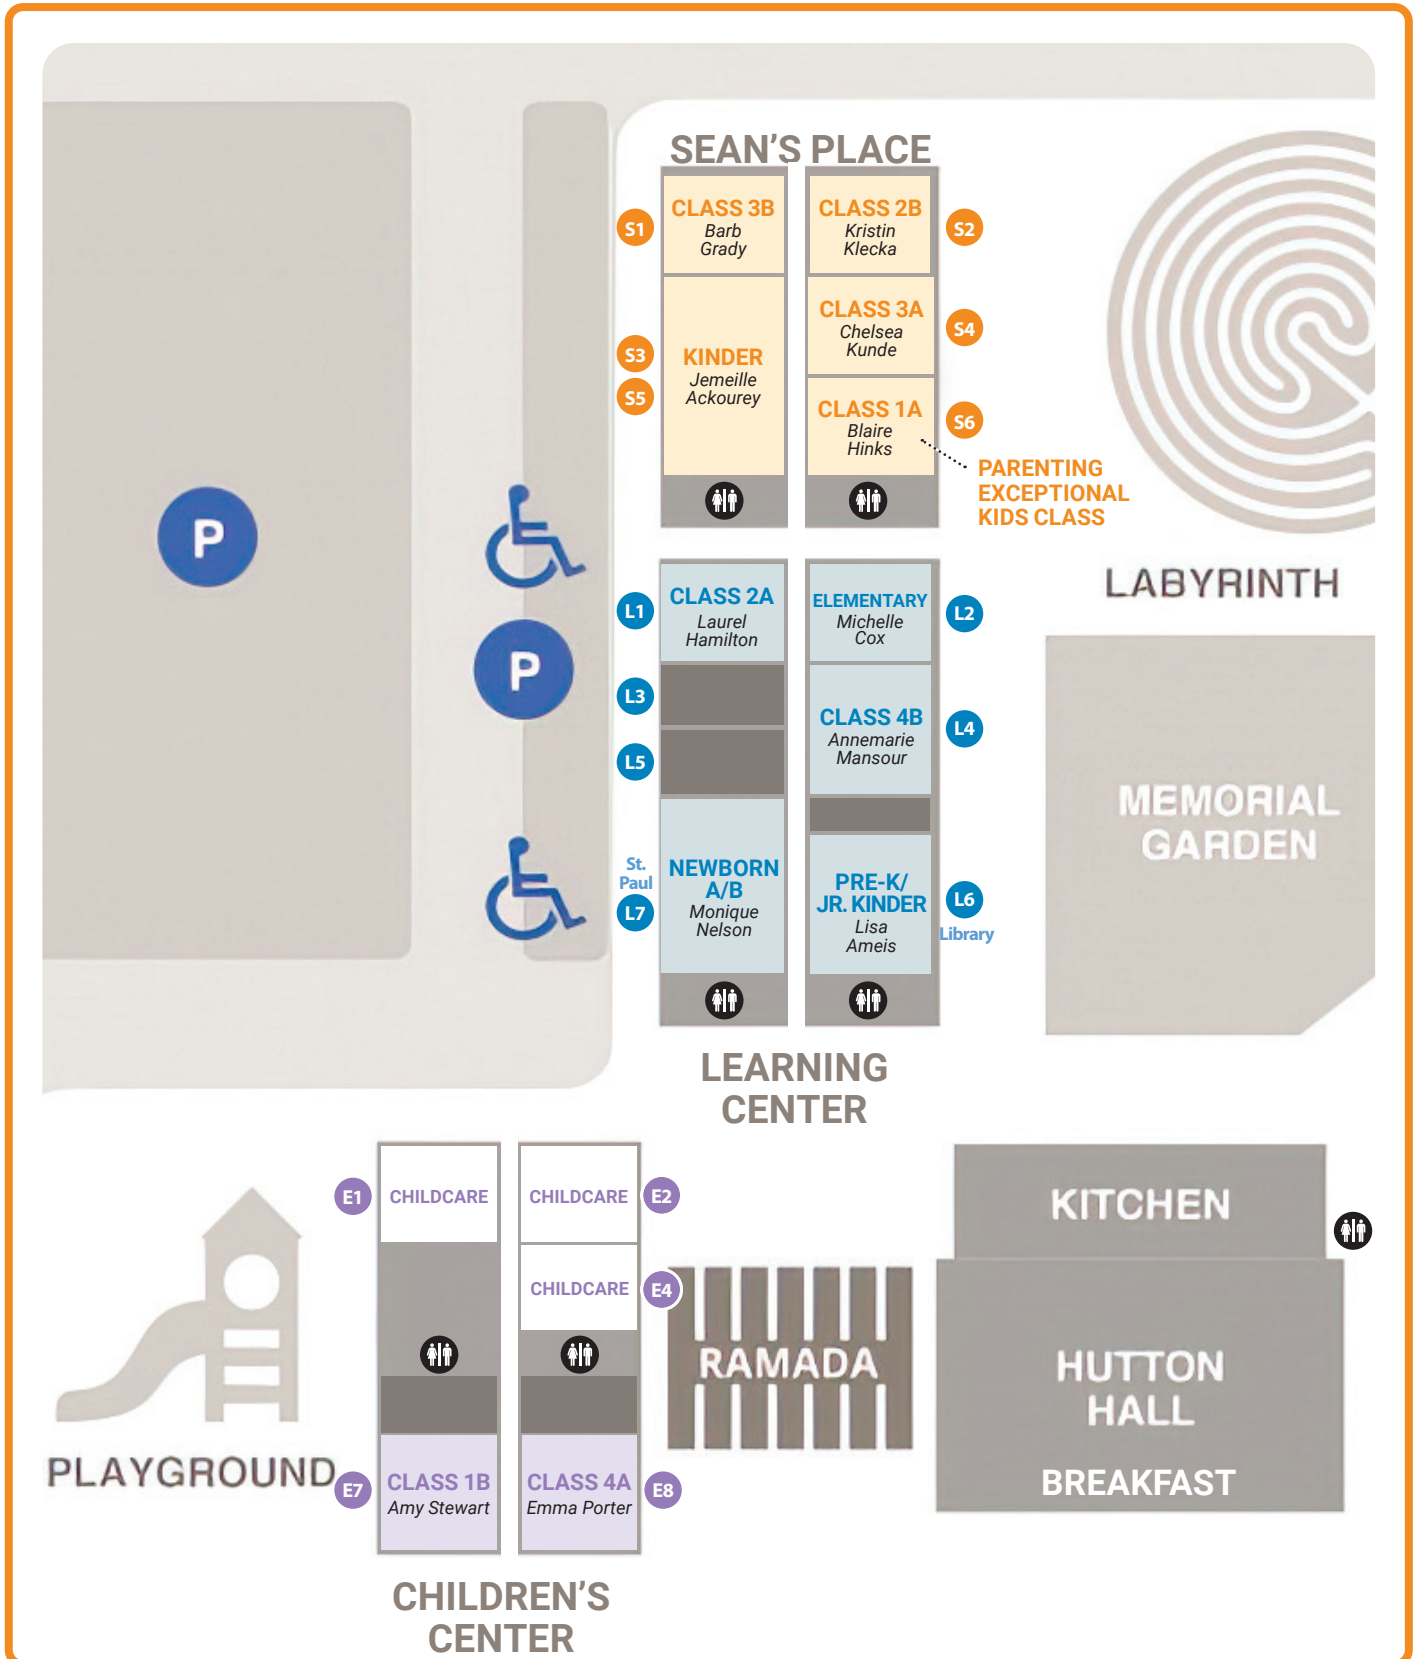 SEAN'S PLACE
S1
CLASS 3B
Barb
Grady
CLASS 2B
Kristin
Klecka
S2
S3
S5
KINDER
Jemeille
Ackourey
CLASS 3A
Chelsea
Kunde
S4
CLASS 1A
Blaire
Hinks
S6
PARENTING
EXCEPTIONAL
KIDS CLASS
P
P
LABYRINTH
L1
CLASS 2A
Laurel
Hamilton
ELEMENTARY
Michelle
Cox
L2
L3
L5
CLASS 4B
Annemarie
Mansour
L4
St.
Paul
L7
NEWBORN
A/B
Monique
Nelson
PRE-K/
JR. KINDER
Lisa
Ameis
L6
Library
MEMORIAL
GARDEN
LEARNING
CENTER
E1
CHILDCARE
CHILDCARE
E2
CHILDCARE
E4
PLAYGROUND
E7
CLASS 1B
Amy Stewart
CLASS 4A
Emma Porter
E8
CHILDREN'S
CENTER
RAMADA
KITCHEN
HUTTON
HALL
BREAKFAST